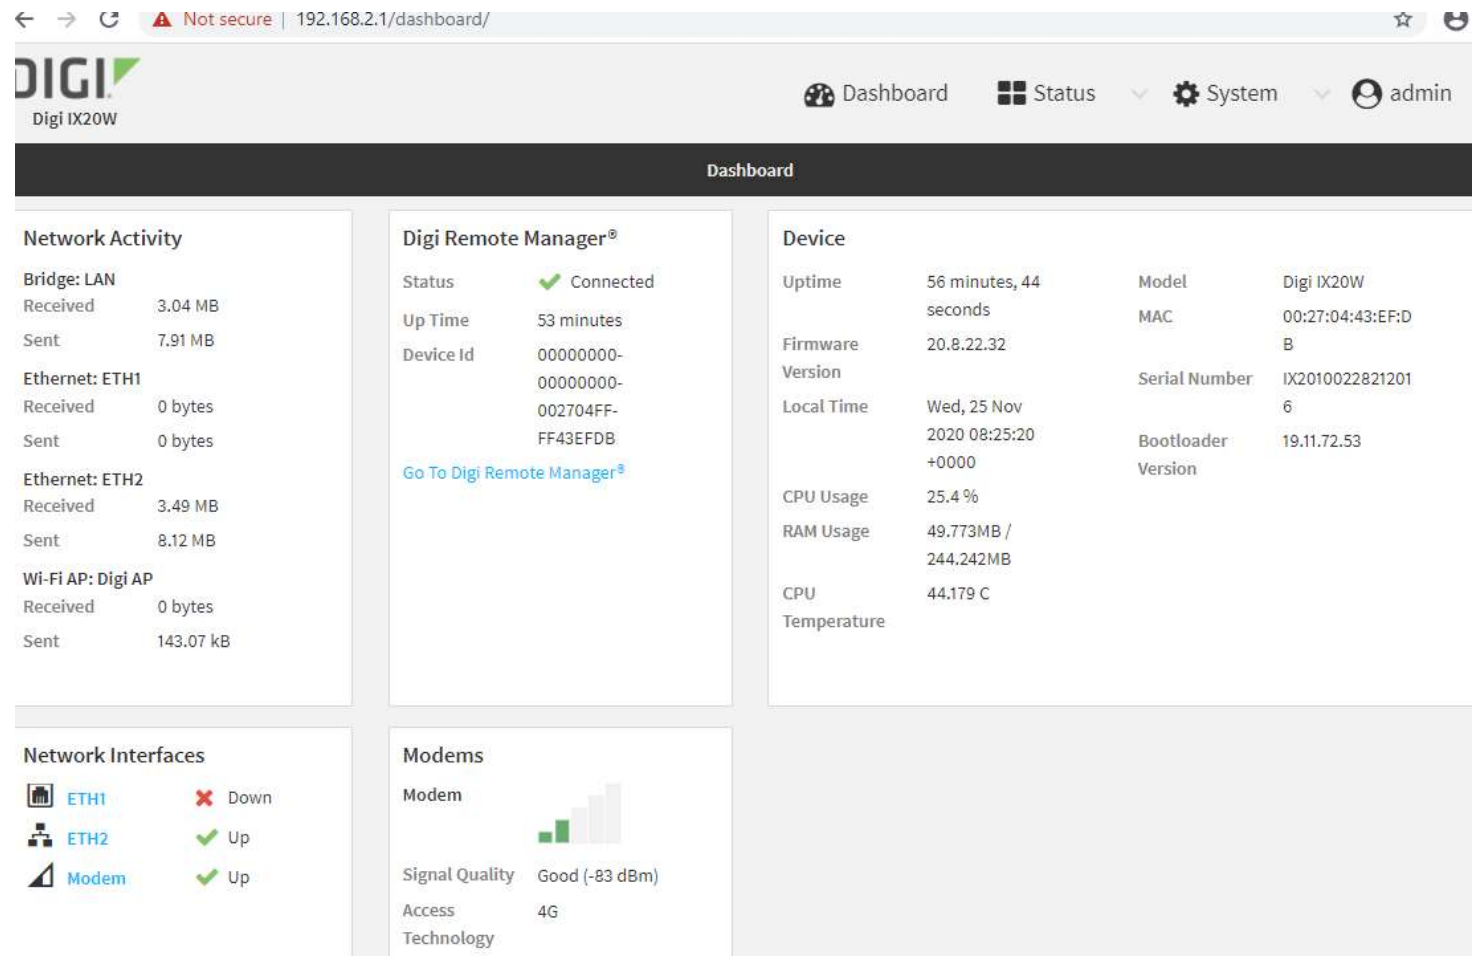 Not secure | 192.168.2.1/dashboard/
DIGI
Digi IX20W
Dashboard Status System admin
Dashboard
Network Activity
Bridge: LAN
Received 3.04 MB
Sent 7.91 MB
Ethernet: ETH1
Received 0 bytes
Sent 0 bytes
Ethernet: ETH2
Received 3.49 MB
Sent 8.12 MB
Wi-Fi AP: Digi AP
Received 0 bytes
Sent 143.07 kB
Digi Remote Manager®
Status Connected
Up Time 53 minutes
Device Id 00000000-
00000000-
002704FF-
FF43EFDB
Go To Digi Remote Manager®
Device
Uptime 56 minutes, 44
seconds
Firmware 20.8.22.32
Version
Local Time Wed, 25 Nov
2020 08:25:20
+0000
CPU Usage 25.4 %
RAM Usage 49.773MB /
244.242MB
CPU 44.179 C
Temperature
Model Digi IX20W
MAC 00:27:04:43:EF:D
B
Serial Number IX2010022821201
6
Bootloader 19.11.72.53
Version
Network Interfaces
ETH1 Down
ETH2 Up
Modem Up
Modems
Modem
Signal Quality Good (-83 dBm)
Access 4G
Technology